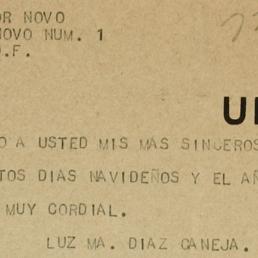 OR NOVO
NOVO NUM. 1
.F.
U
O A USTED MIS MAS SINCEROS
TOS DIAS NAVIDEÑOS Y EL AÑ
MUY CORDIAL.
LUZ MA. DIAZ CANEJA.